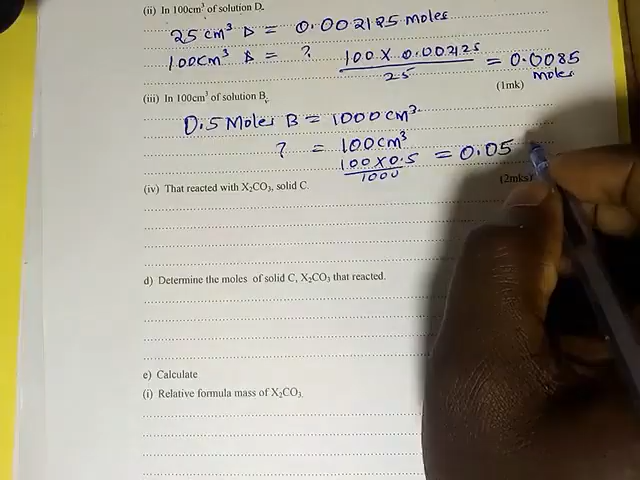 (ii) In 100cm³ of solution D.
25 cm³ D = 0.002125 moles
100cm³ D = ? 100 X 0.002125 / 25 = 0.0085 moles
(iii) In 100cm³ of solution B. (1mk)
0.5 Moles B = 1000cm³
? = 100cm³
100 X 0.5 / 1000 = 0.05
(iv) That reacted with X₂CO₃, solid C. (2mks)
d) Determine the moles of solid C, X₂CO₃ that reacted.
e) Calculate
(i) Relative formula mass of X₂CO₃.